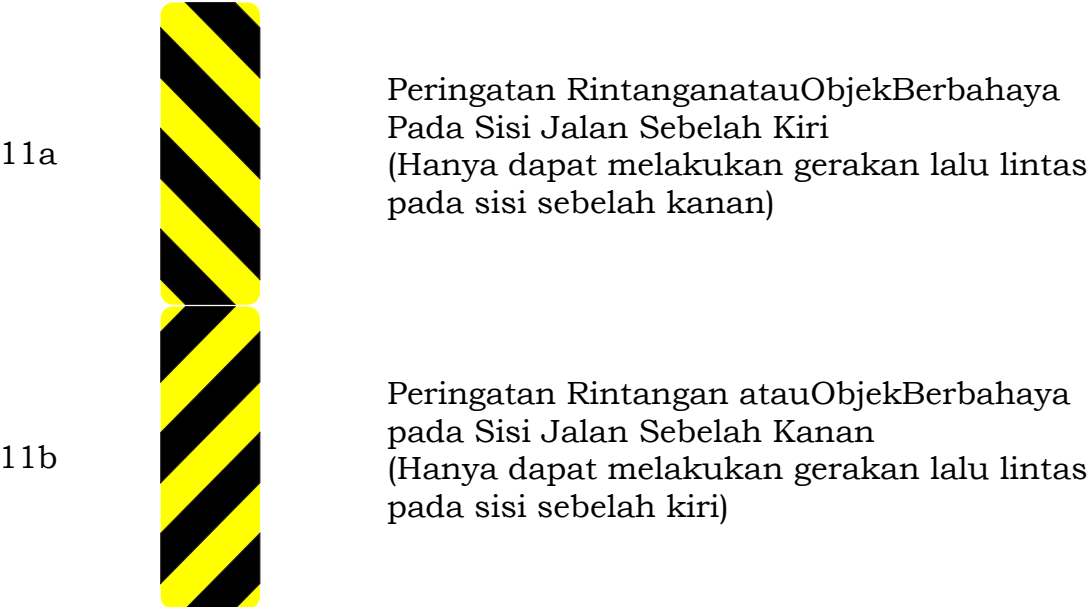 11a
Peringatan RintanganatauObjekBerbahaya
Pada Sisi Jalan Sebelah Kiri
(Hanya dapat melakukan gerakan lalu lintas
pada sisi sebelah kanan)
11b
Peringatan Rintangan atauObjekBerbahaya
pada Sisi Jalan Sebelah Kanan
(Hanya dapat melakukan gerakan lalu lintas
pada sisi sebelah kiri)